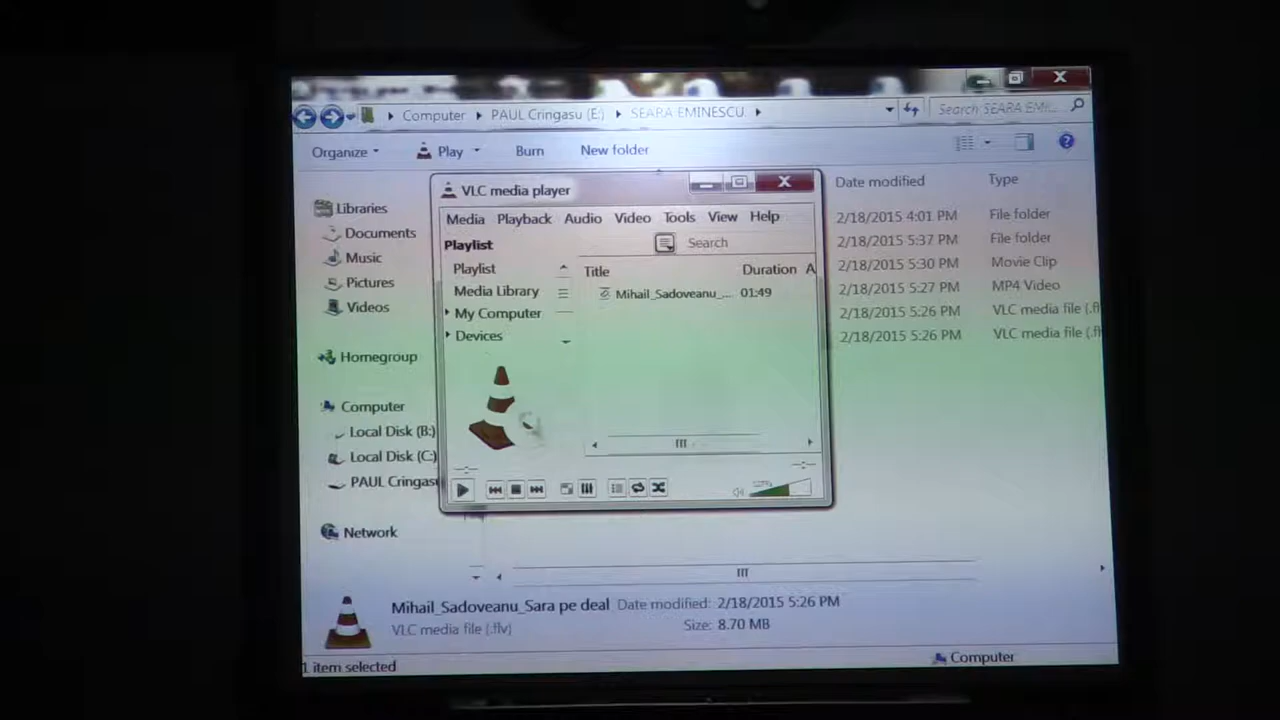 Computer ▸ PAUL Cringasu (E:) ▸ SEARA EMINESCU ▸
Search SEARA EMI...
Organize
Play
Burn
New folder
Libraries
Documents
Music
Pictures
Videos
Homegroup
Computer
Local Disk (B:)
Local Disk (C:)
PAUL Cringasu
Network
VLC media player
Media Playback Audio Video Tools View Help
Playlist
Search
Playlist
Media Library
My Computer
Devices
Title Duration A
Mihail_Sadoveanu_... 01:49
Date modified Type
2/18/2015 4:01 PM File folder
2/18/2015 5:37 PM File folder
2/18/2015 5:30 PM Movie Clip
2/18/2015 5:27 PM MP4 Video
2/18/2015 5:26 PM VLC media file (.fl
2/18/2015 5:26 PM VLC media file (.fl
Mihail_Sadoveanu_Sara pe deal Date modified: 2/18/2015 5:26 PM
VLC media file (.flv) Size: 8.70 MB
1 item selected
Computer